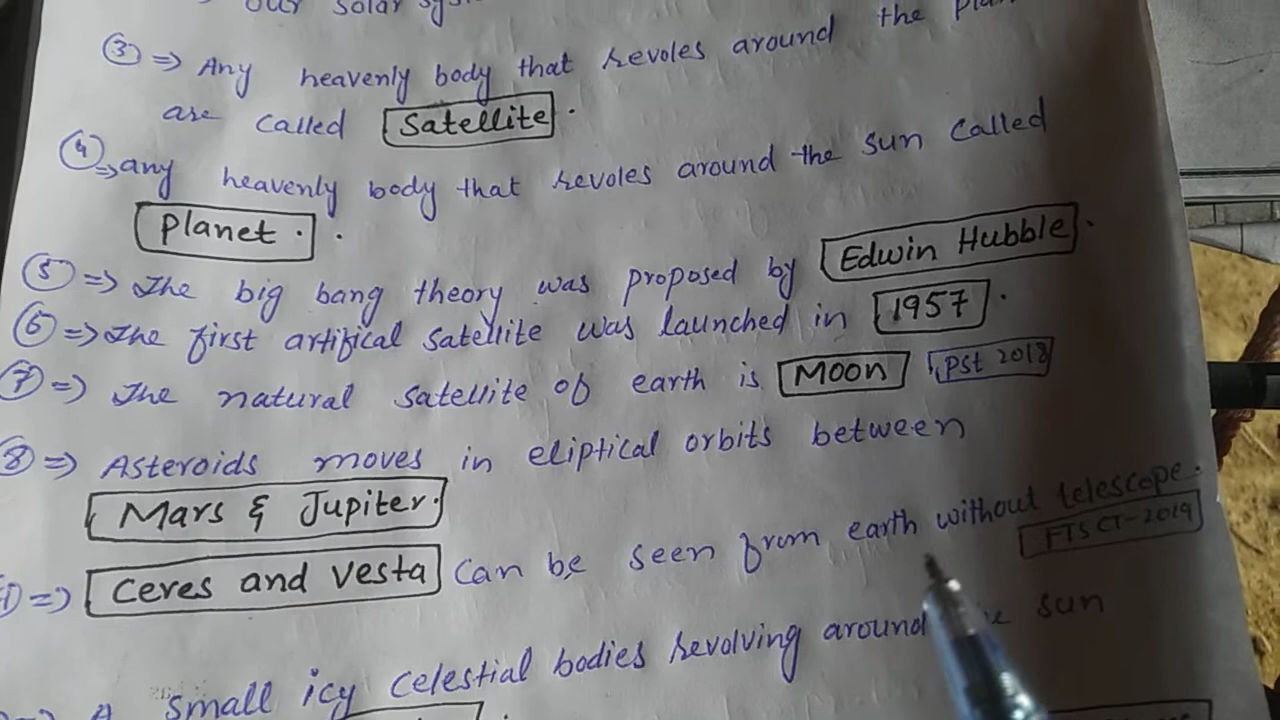 our solar
③ ⇒ Any heavenly body that revoles around the
are called Satellite.
④ ⇒ any heavenly body that revoles around the sun called
Planet. .
⑤ ⇒ The big bang theory was proposed by Edwin Hubble.
⑥ ⇒ The first artifical satellite was launched in 1957.
⑦ ⇒ The natural satellite of earth is Moon PSt 2018
⑧ ⇒ Asteroids moves in eliptical orbits between
Mars & Jupiter.
⇒ Ceres and Vesta can be seen from earth without telescope.
FTS CT-2019
⇒ A small icy celestial bodies revolving around sun